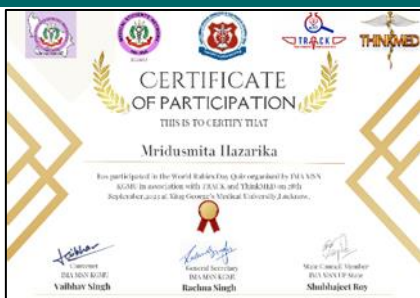 TRACK
THINKMED
CERTIFICATE
OF PARTICIPATION
THIS IS TO CERTIFY THAT
Mridusmita Hazarika
has participated in the World Rabies Day Quiz organised by IMA MSN
KGMU in association with TRACK and ThinkMED on 28th
September,2023 at King George's Medical University,Lucknow.
Convenor
General Secretary
State Council Member
IMA MSN KGMU
IMA MSN KGMU
IMA MSN UP State
Vaibhav Singh
Rachna Singh
Shubhajeet Roy